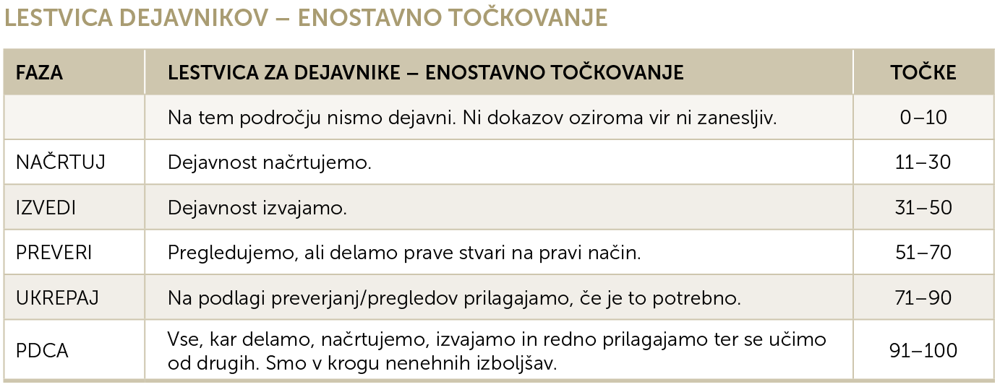 LESTVICA DEJAVNIKOV – ENOSTAVNO TOČKOVANJE
FAZA LESTVICA ZA DEJAVNIKE – ENOSTAVNO TOČKOVANJE TOČKE
Na tem področju nismo dejavni. Ni dokazov oziroma vir ni zanesljiv. 0–10
NAČRTUJ Dejavnost načrtujemo. 11–30
IZVEDI Dejavnost izvajamo. 31–50
PREVERI Pregledujemo, ali delamo prave stvari na pravi način. 51–70
UKREPAJ Na podlagi preverjanj/pregledov prilagajamo, če je to potrebno. 71–90
PDCA Vse, kar delamo, načrtujemo, izvajamo in redno prilagajamo ter se učimo
od drugih. Smo v krogu nenehnih izboljšav. 91–100